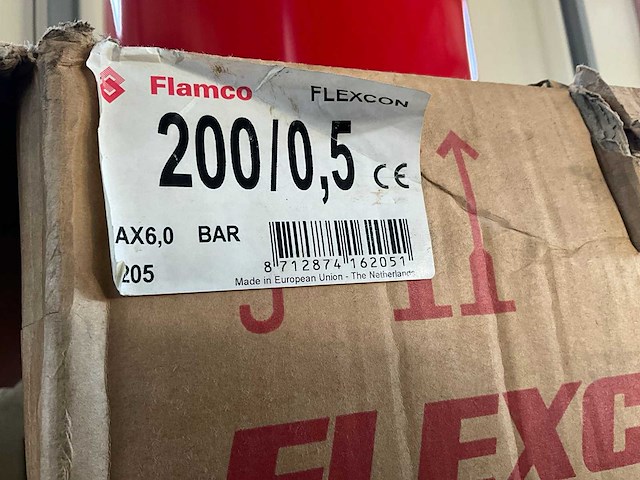 Flamco FLEXCON
200/0,5 CE
AX6,0 BAR
205
8 712874 162051
Made in European Union - The Netherlands
FLEXC